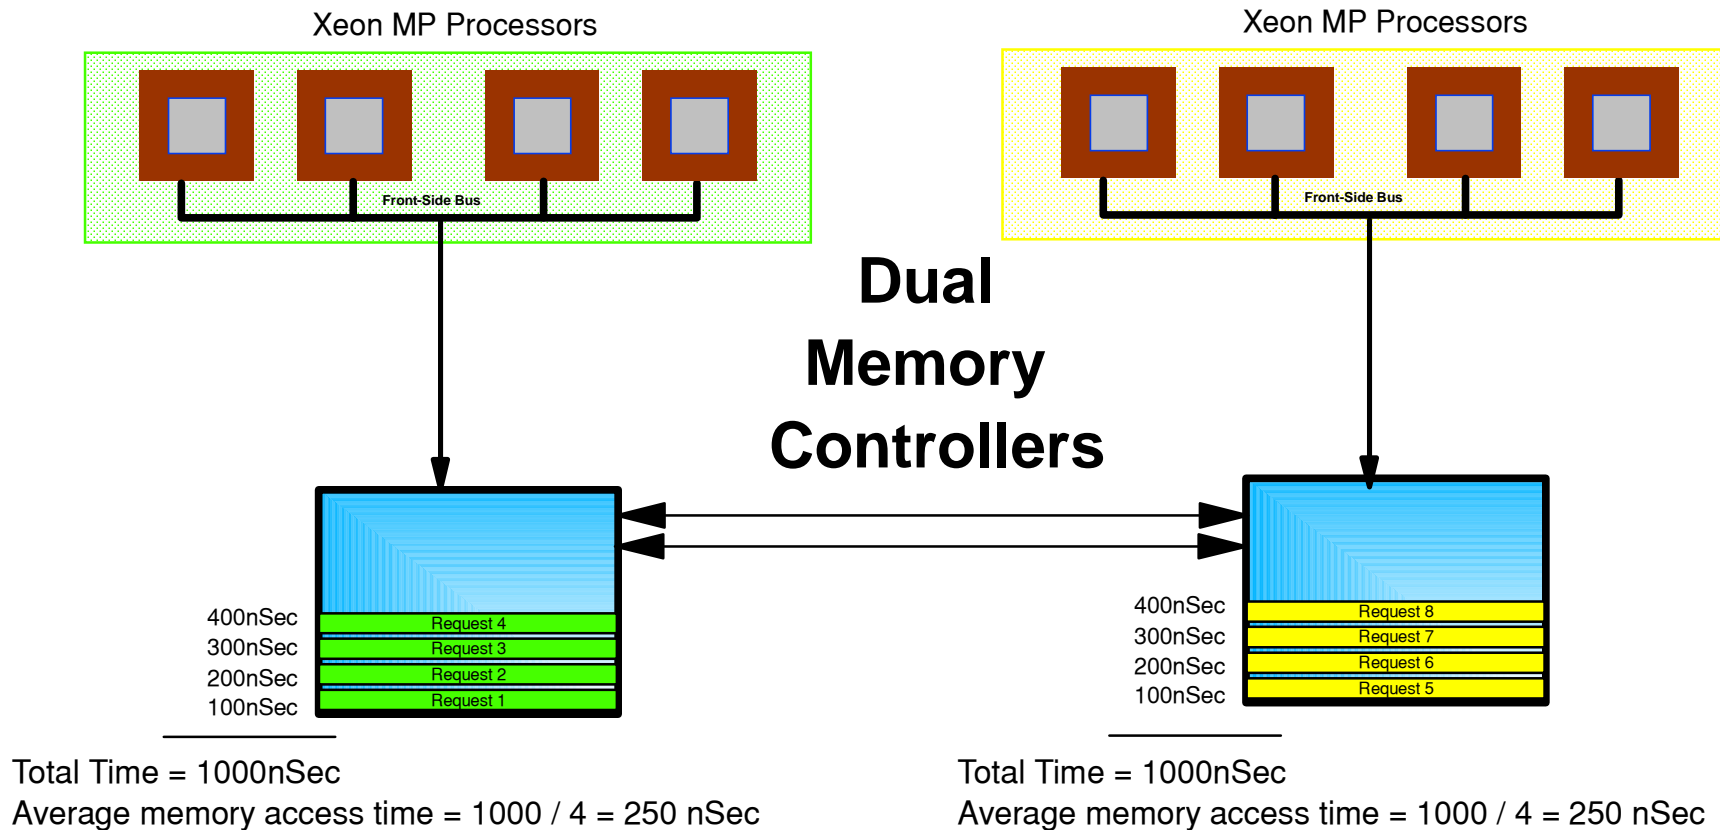 Xeon MP Processors
Xeon MP Processors
Front-Side Bus
Front-Side Bus
Dual
Memory
Controllers
400nSec
Request 4
300nSec
Request 3
200nSec
Request 2
100nSec
Request 1
400nSec
Request 8
300nSec
Request 7
200nSec
Request 6
100nSec
Request 5
Total Time = 1000nSec
Average memory access time = 1000 / 4 = 250 nSec
Total Time = 1000nSec
Average memory access time = 1000 / 4 = 250 nSec